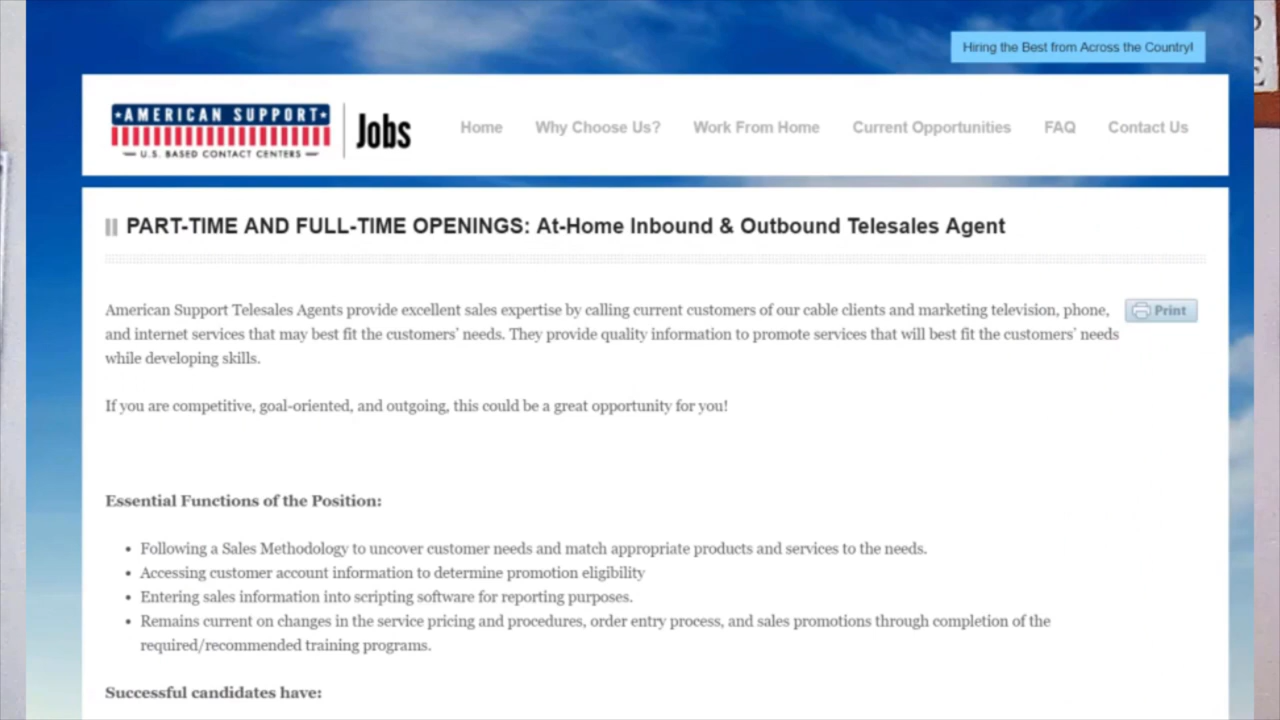 Hiring the Best from Across the Country!
AMERICAN SUPPORT
U.S. BASED CONTACT CENTERS
Jobs
Home Why Choose Us? Work From Home Current Opportunities FAQ Contact Us
PART-TIME AND FULL-TIME OPENINGS: At-Home Inbound & Outbound Telesales Agent
American Support Telesales Agents provide excellent sales expertise by calling current customers of our cable clients and marketing television, phone,
and internet services that may best fit the customers' needs. They provide quality information to promote services that will best fit the customers' needs
while developing skills.
Print
If you are competitive, goal-oriented, and outgoing, this could be a great opportunity for you!
Essential Functions of the Position:
• Following a Sales Methodology to uncover customer needs and match appropriate products and services to the needs.
• Accessing customer account information to determine promotion eligibility
• Entering sales information into scripting software for reporting purposes.
• Remains current on changes in the service pricing and procedures, order entry process, and sales promotions through completion of the
required/recommended training programs.
Successful candidates have: